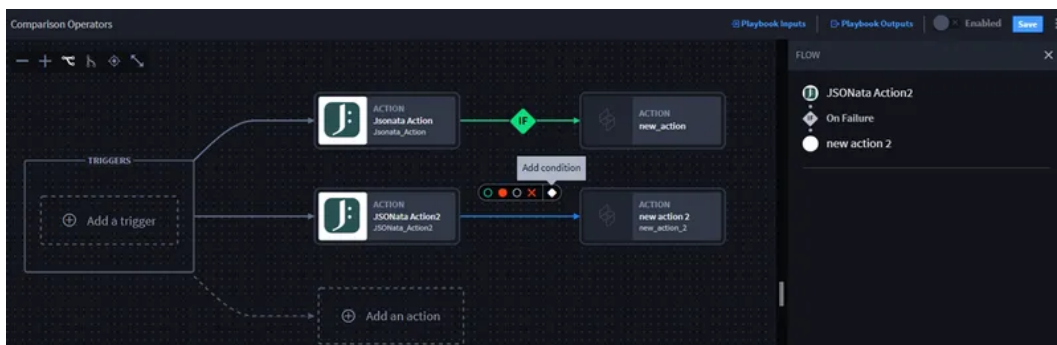 Comparison Operators
Playbook Inputs
Playbook Outputs
Enabled
Save
FLOW
JSONata Action2
IF
On Failure
new action 2
TRIGGERS
Add a trigger
ACTION
Jsonata Action
Jsonata_Action
IF
ACTION
new_action
Add condition
ACTION
JSONata Action2
JSONata_Action2
ACTION
new action 2
new_action_2
Add an action